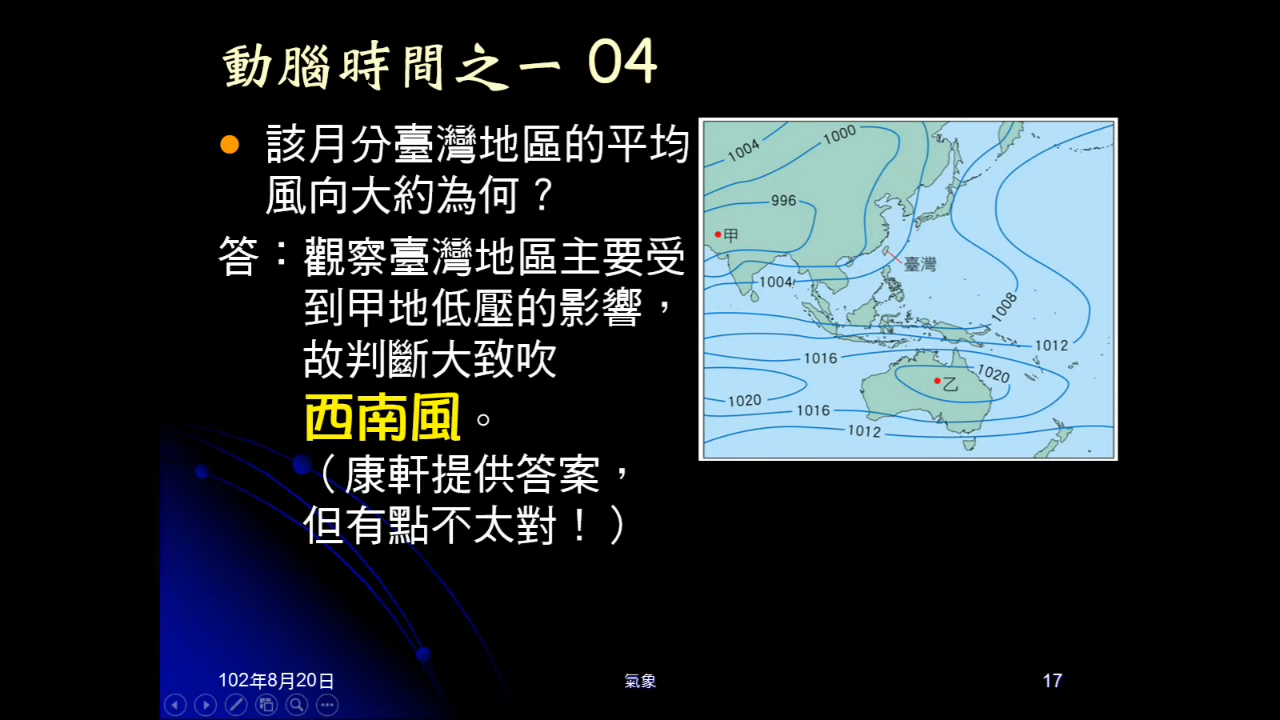 動腦時間之一 04
該月分臺灣地區的平均
風向大約為何？
答：觀察臺灣地區主要受
到甲地低壓的影響，
故判斷大致吹
西南風。
（康軒提供答案，
但有點不太對！）
1004
1000
996
甲
臺灣
1004
1008
1012
1016
1020
乙
1020
1016
1012
102年8月20日
氣象
17